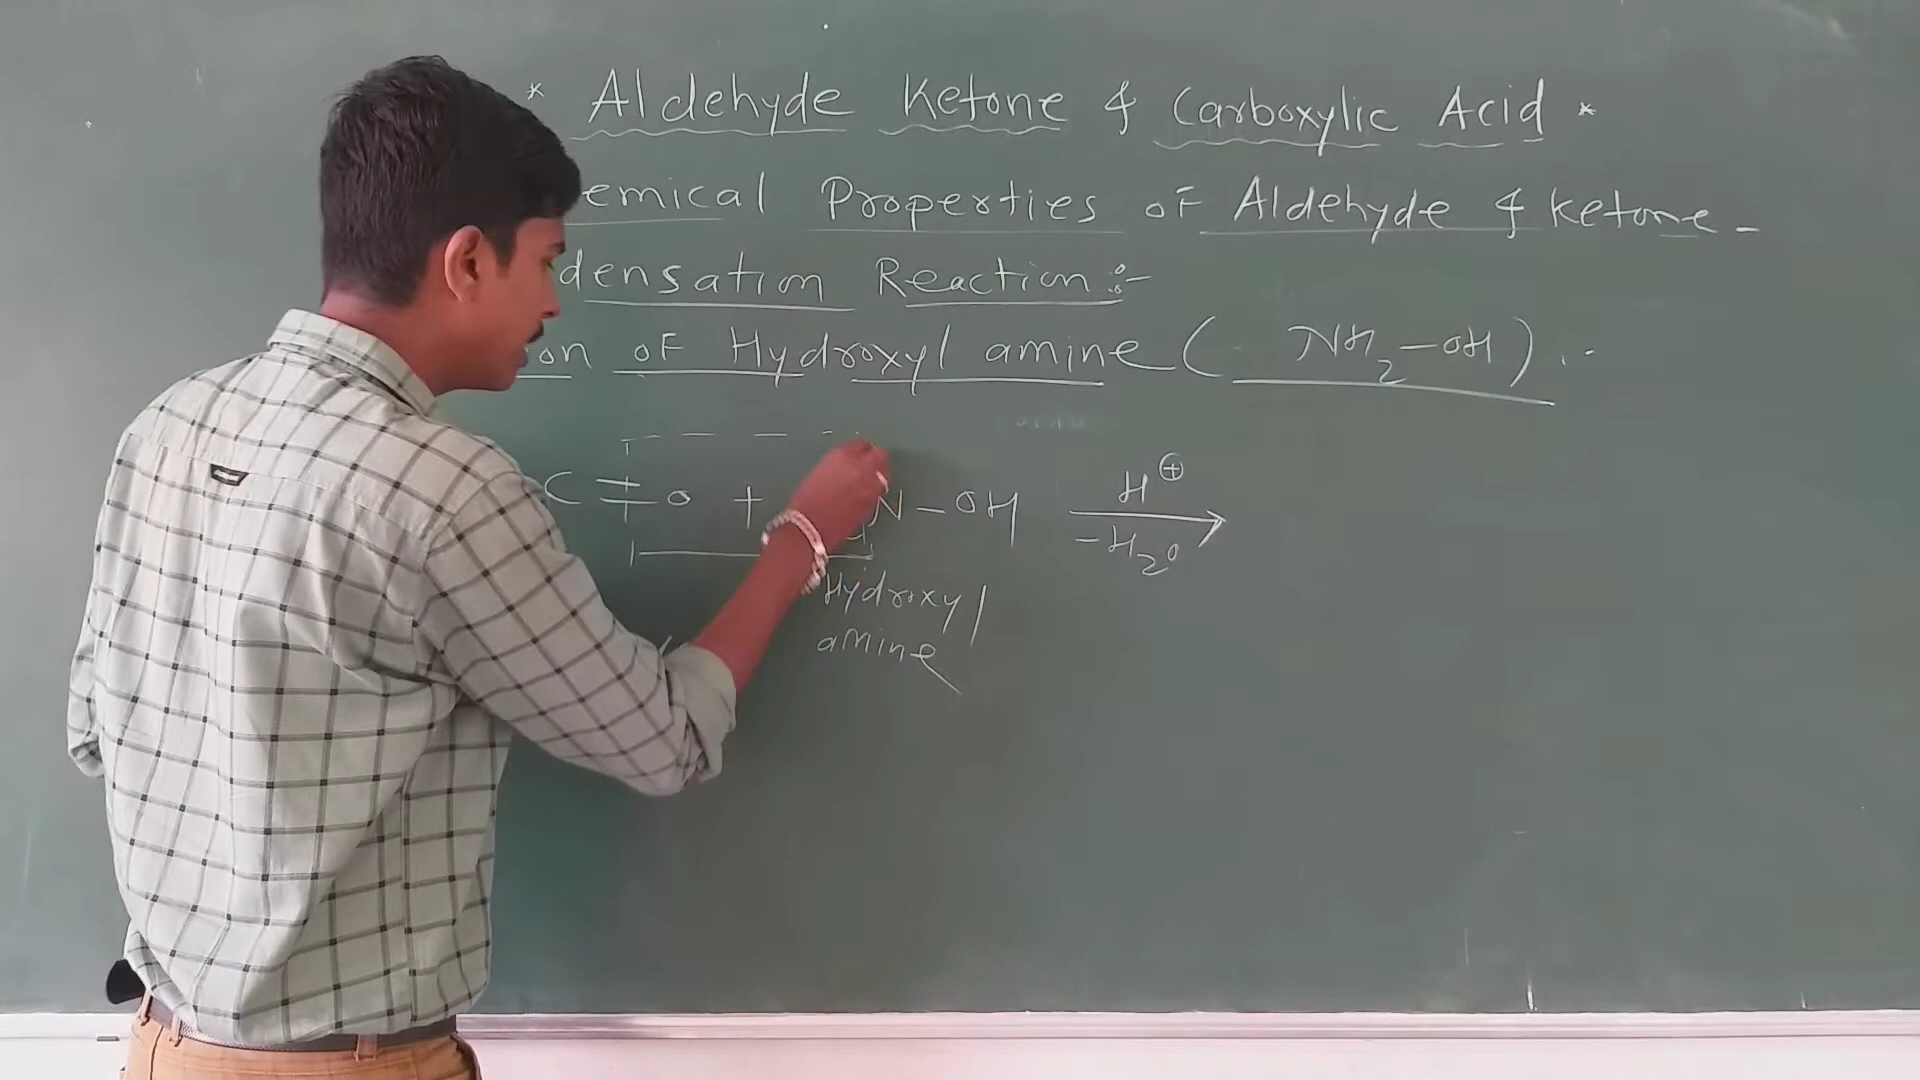 * Aldehyde Ketone & Carboxylic Acid *
emical Properties of Aldehyde & ketone -
densation Reaction :-
on of Hydroxyl amine ( NH2-OH ) . -
C = O + N - OH H⊕ → -H2O
Hydroxyl
amine